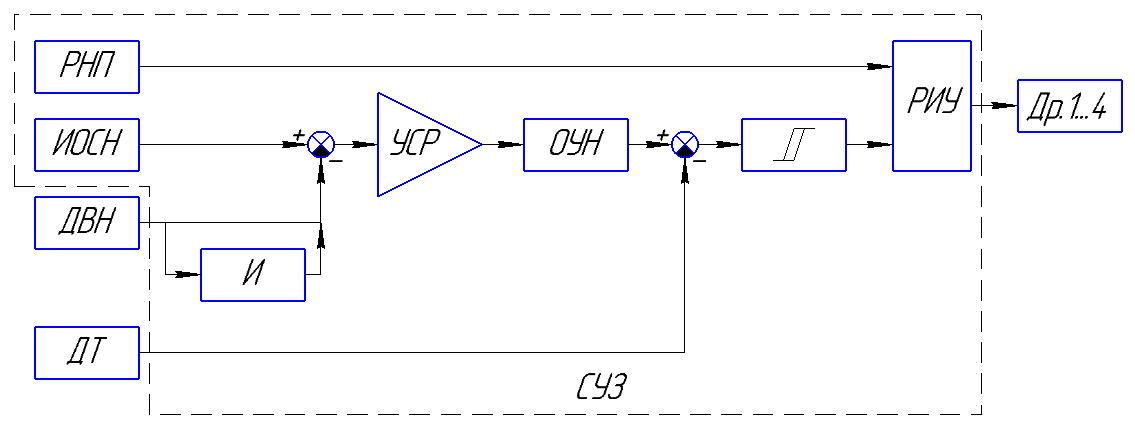 РНП
РИУ
Др.1...4
ИОСН
+
−
УСР
ОУН
+
−
ДВН
И
ДТ
СУЗ